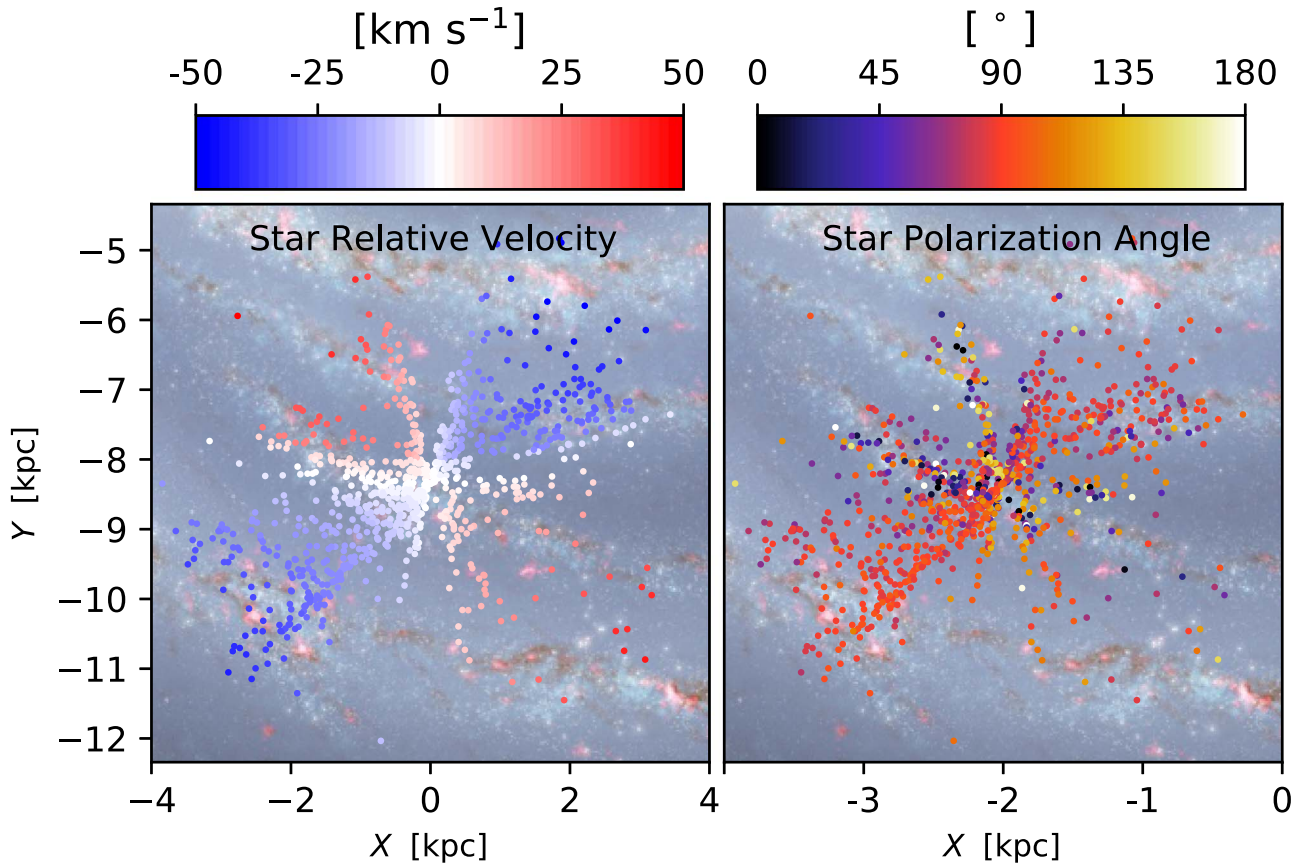 [km s⁻¹]
-50 -25 0 25 50
[ ° ]
0 45 90 135 180
Star Relative Velocity
Star Polarization Angle
−5
−6
−7
−8
−9
−10
−11
−12
Y [kpc]
−4 −2 0 2 4
X [kpc]
-3 -2 -1 0
X [kpc]